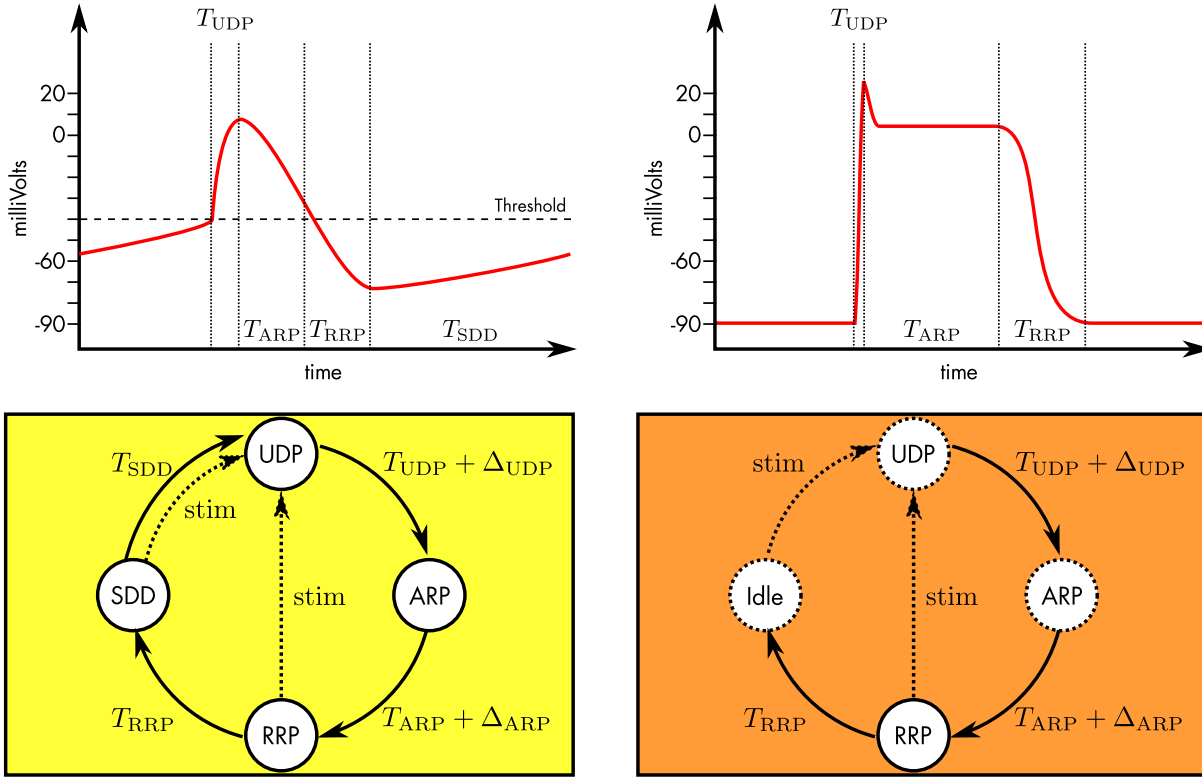 T_UDP
20
0
-60
-90
milliVolts
Threshold
T_ARP
T_RRP
T_SDD
time
T_UDP
20
0
-60
-90
milliVolts
T_ARP
T_RRP
time
UDP
T_SDD
stim
T_UDP + Δ_UDP
SDD
stim
ARP
T_RRP
RRP
T_ARP + Δ_ARP
UDP
stim
T_UDP + Δ_UDP
Idle
stim
ARP
T_RRP
RRP
T_ARP + Δ_ARP